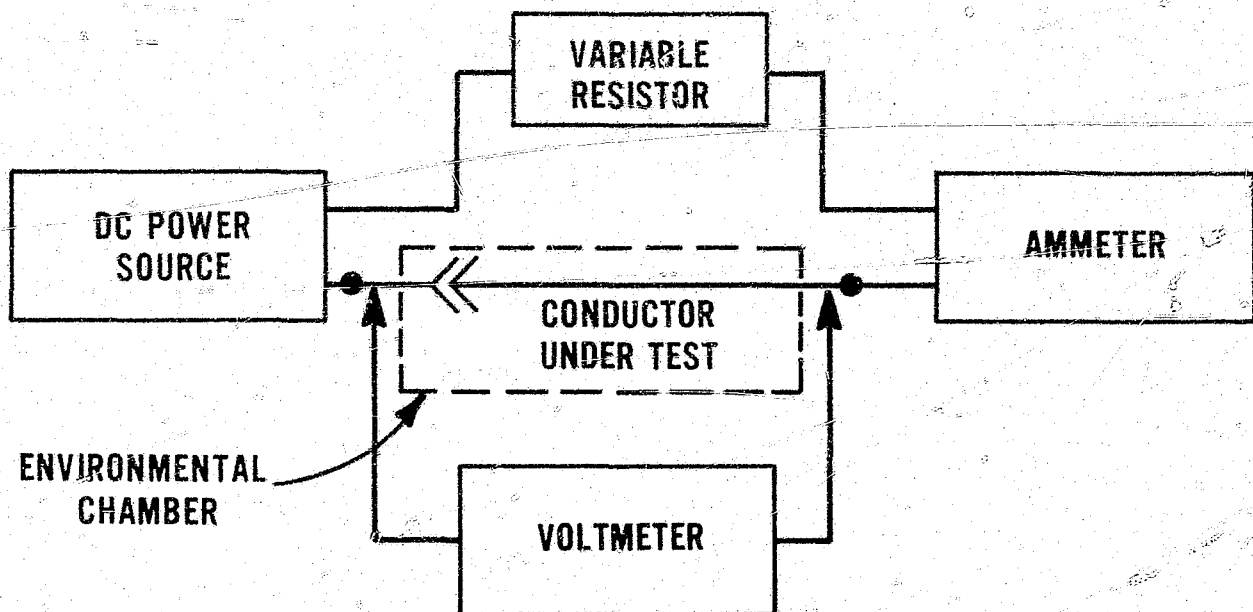 VARIABLE
RESISTOR
DC POWER
SOURCE
AMMETER
CONDUCTOR
UNDER TEST
ENVIRONMENTAL
CHAMBER
VOLTMETER